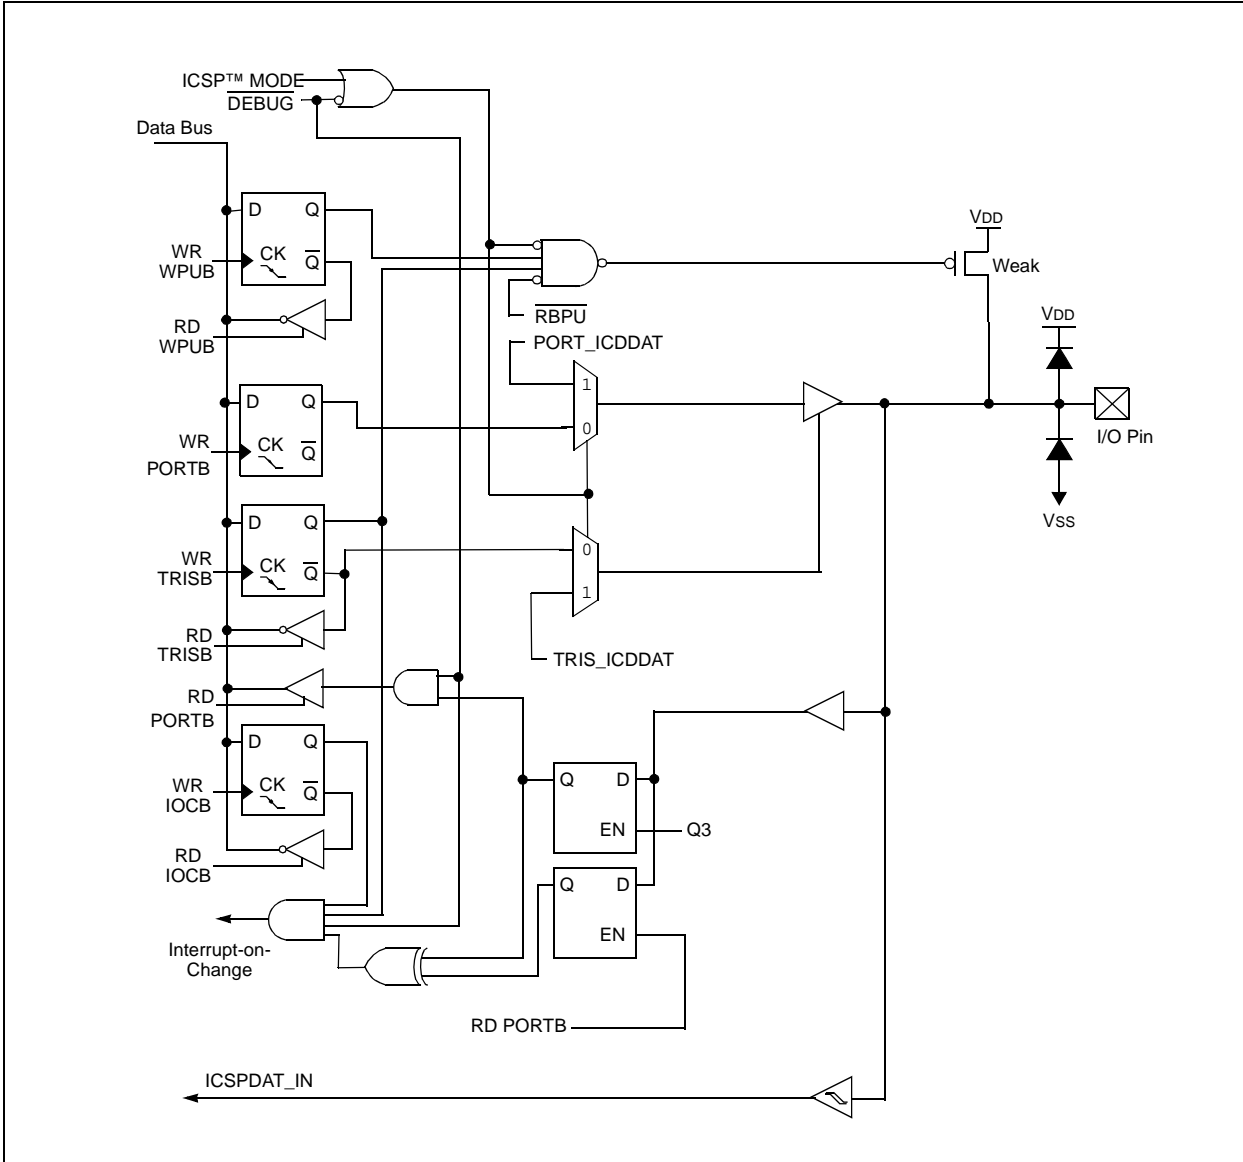 ICSP™ MODE
DEBUG
Data Bus
D Q
WR
WPUB
CK
Q
RD
WPUB
RBPU
VDD
Weak
PORT_ICDDAT
1
0
VDD
I/O Pin
VSS
D Q
WR
PORTB
CK
Q
D Q
WR
TRISB
CK
Q
0
1
RD
TRISB
TRIS_ICDDAT
RD
PORTB
D Q
WR
IOCB
CK
Q
Q D
EN
Q3
RD
IOCB
Q D
EN
Interrupt-on-
Change
RD PORTB
ICSPDAT_IN